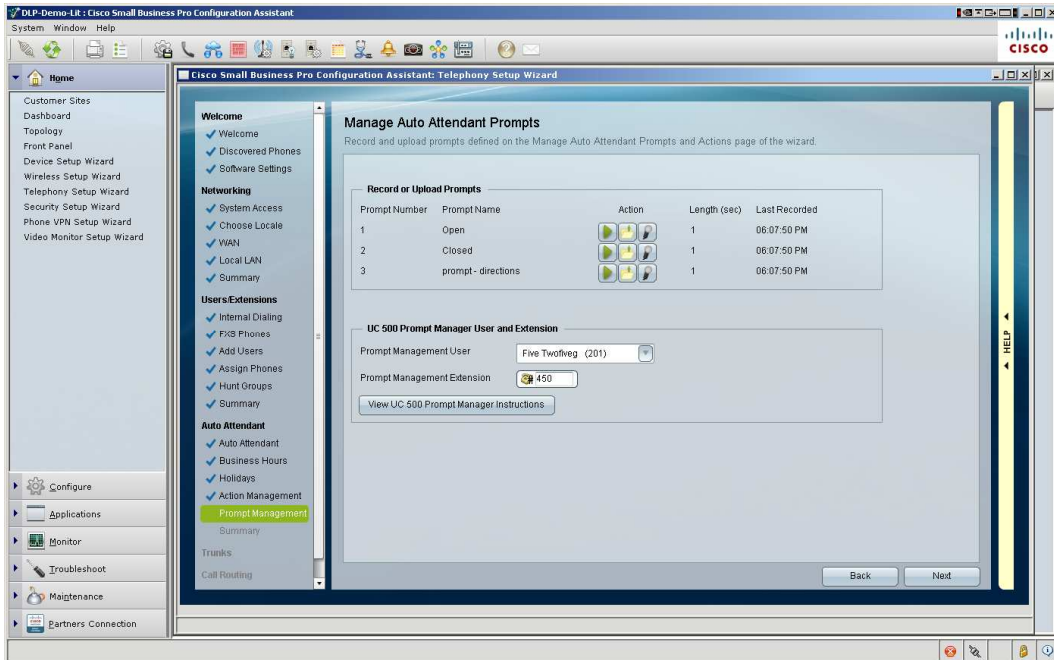 DLP-Demo-Lit : Cisco Small Business Pro Configuration Assistant
System Window Help
CISCO
Home
Customer Sites
Dashboard
Topology
Front Panel
Device Setup Wizard
Wireless Setup Wizard
Telephony Setup Wizard
Security Setup Wizard
Phone VPN Setup Wizard
Video Monitor Setup Wizard
Configure
Applications
Monitor
Troubleshoot
Maintenance
Partners Connection
Cisco Small Business Pro Configuration Assistant: Telephony Setup Wizard
Welcome
Welcome
Discovered Phones
Software Settings
Networking
System Access
Choose Locale
WAN
Local LAN
Summary
Users/Extensions
Internal Dialing
FXS Phones
Add Users
Assign Phones
Hunt Groups
Summary
Auto Attendant
Auto Attendant
Business Hours
Holidays
Action Management
Prompt Management
Summary
Trunks
Call Routing
Manage Auto Attendant Prompts
Record and upload prompts defined on the Manage Auto Attendant Prompts and Actions page of the wizard.
Record or Upload Prompts
Prompt Number Prompt Name Action Length (sec) Last Recorded
1 Open 1 06:07:50 PM
2 Closed 1 06:07:50 PM
3 prompt - directions 1 06:07:50 PM
UC 500 Prompt Manager User and Extension
Prompt Management User Five Twofiveg (201)
Prompt Management Extension 450
View UC 500 Prompt Manager Instructions
Back Next
HELP